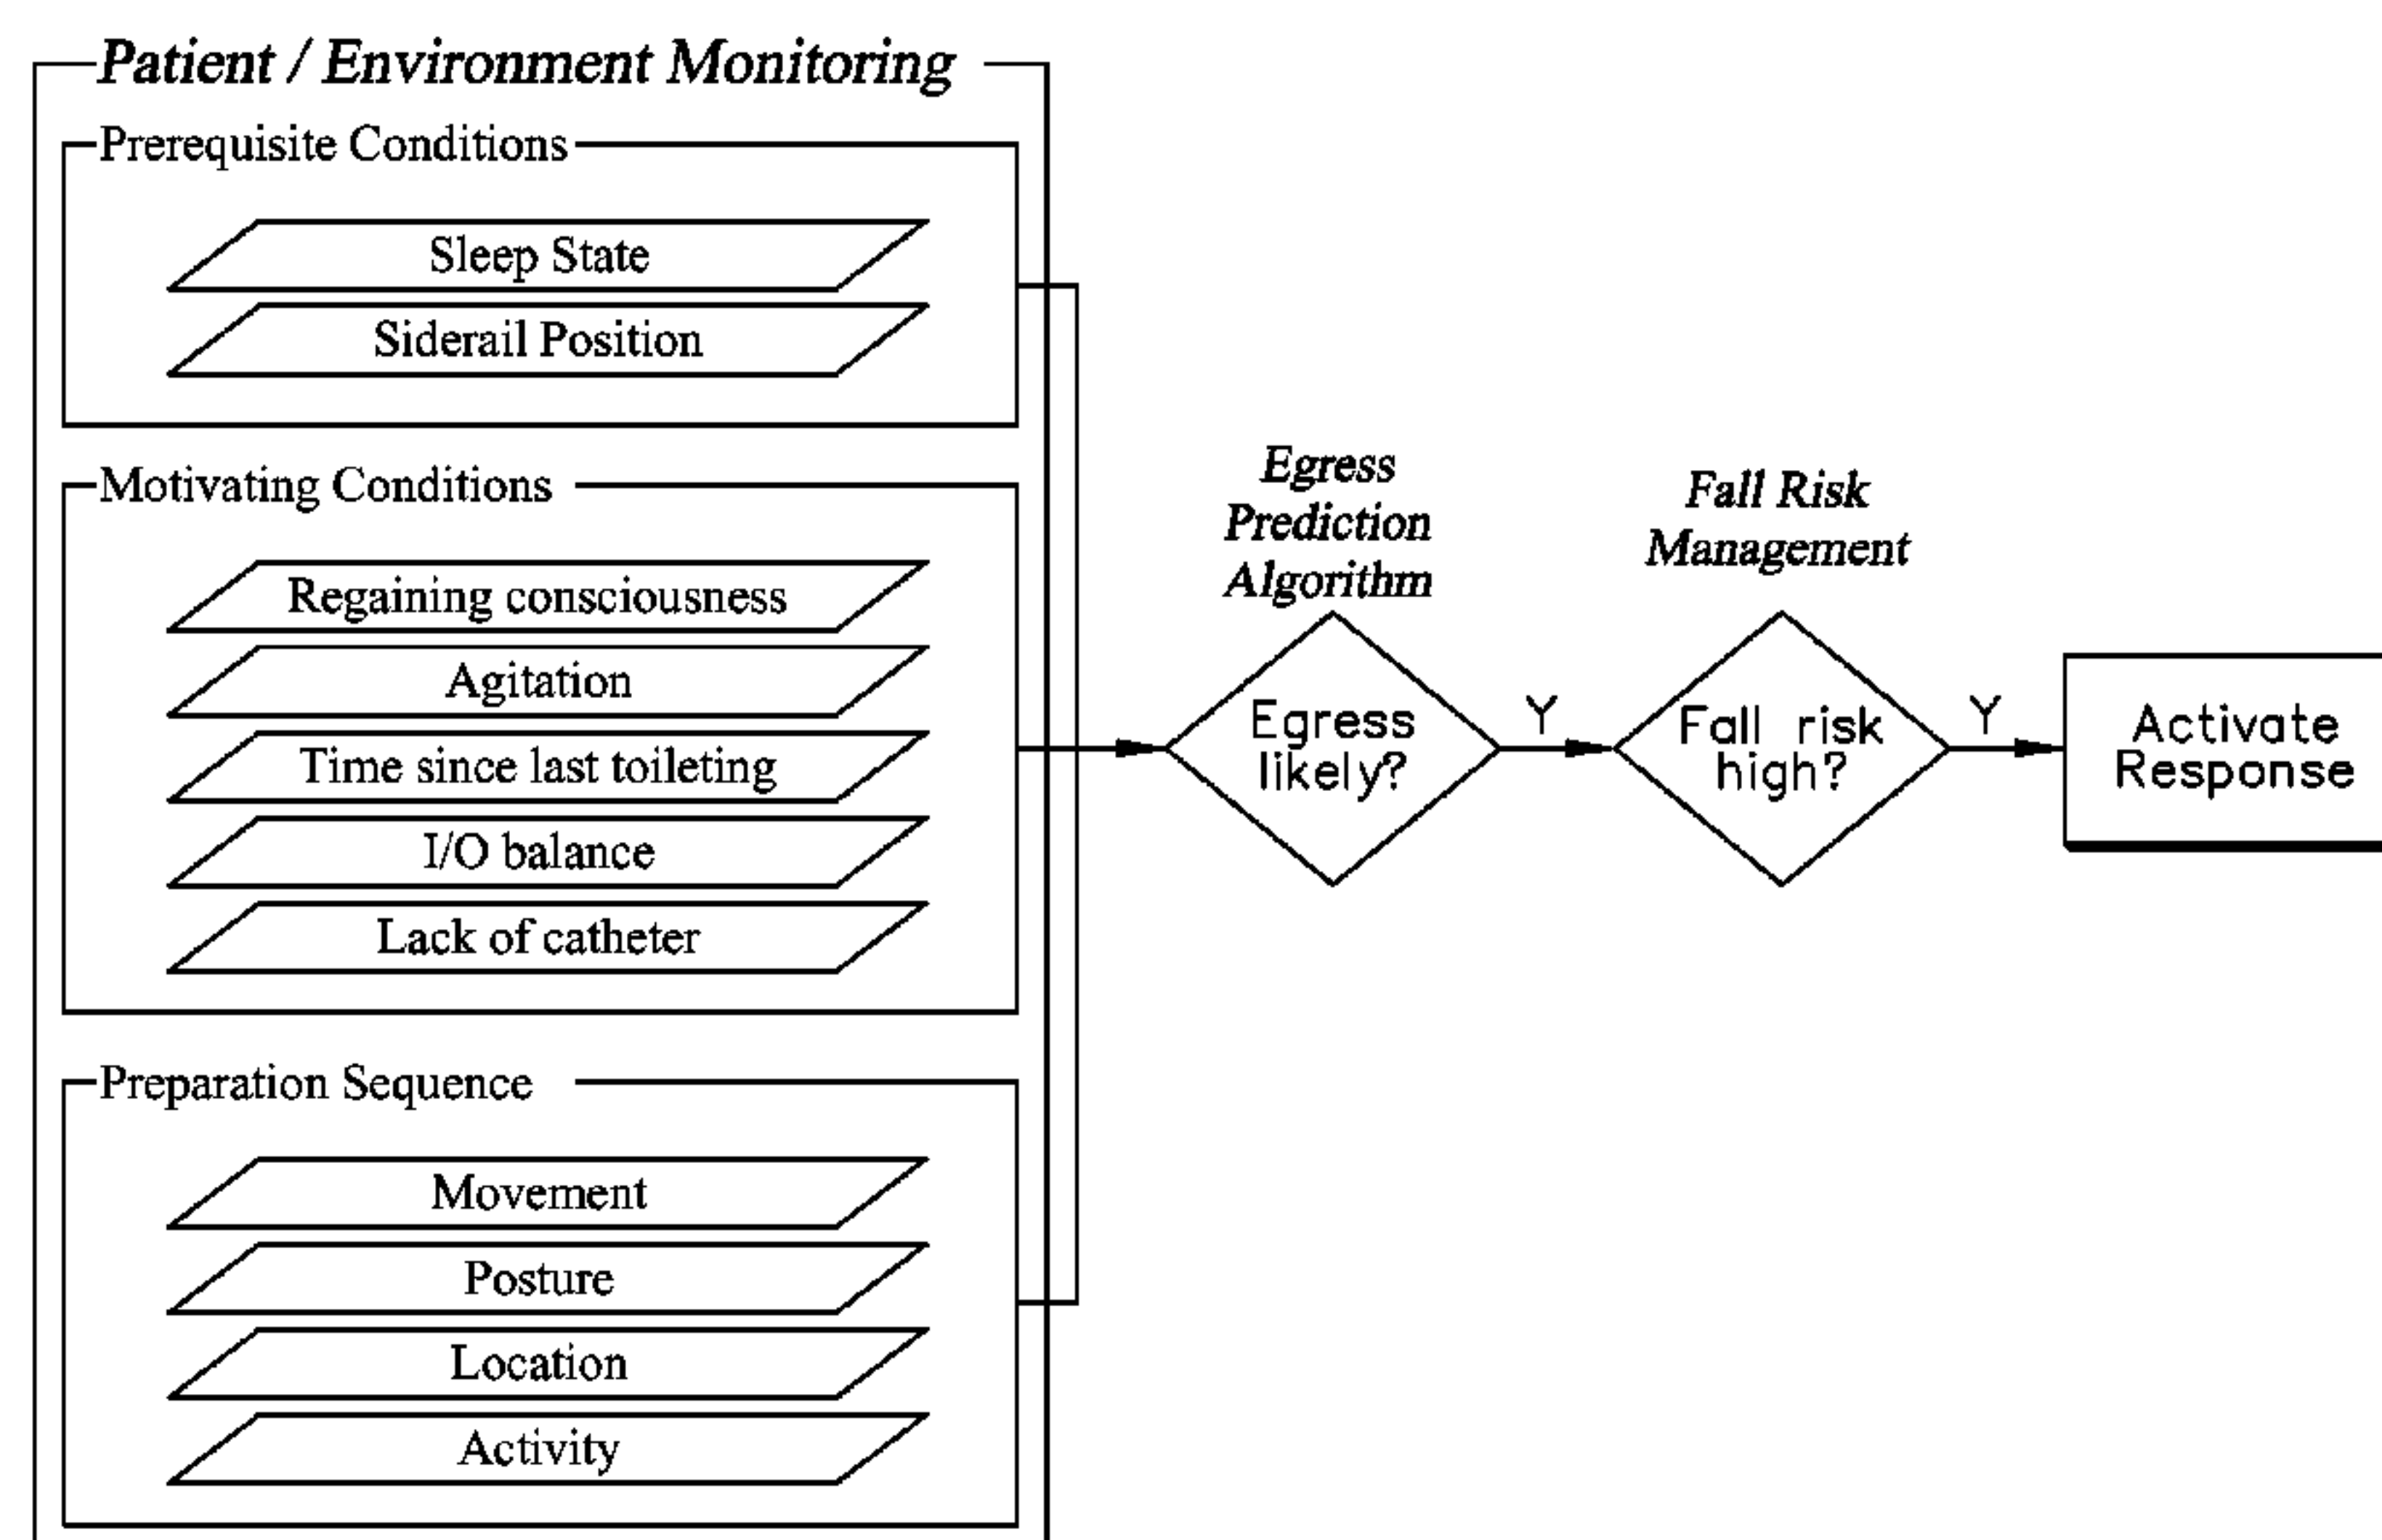 Patient / Environment Monitoring
Prerequisite Conditions
Sleep State
Siderail Position
Motivating Conditions
Regaining consciousness
Agitation
Time since last toileting
I/O balance
Lack of catheter
Preparation Sequence
Movement
Posture
Location
Activity
Egress
Prediction
Algorithm
Egress
likely?
Y
Fall Risk
Management
Fall risk
high?
Y
Activate
Response